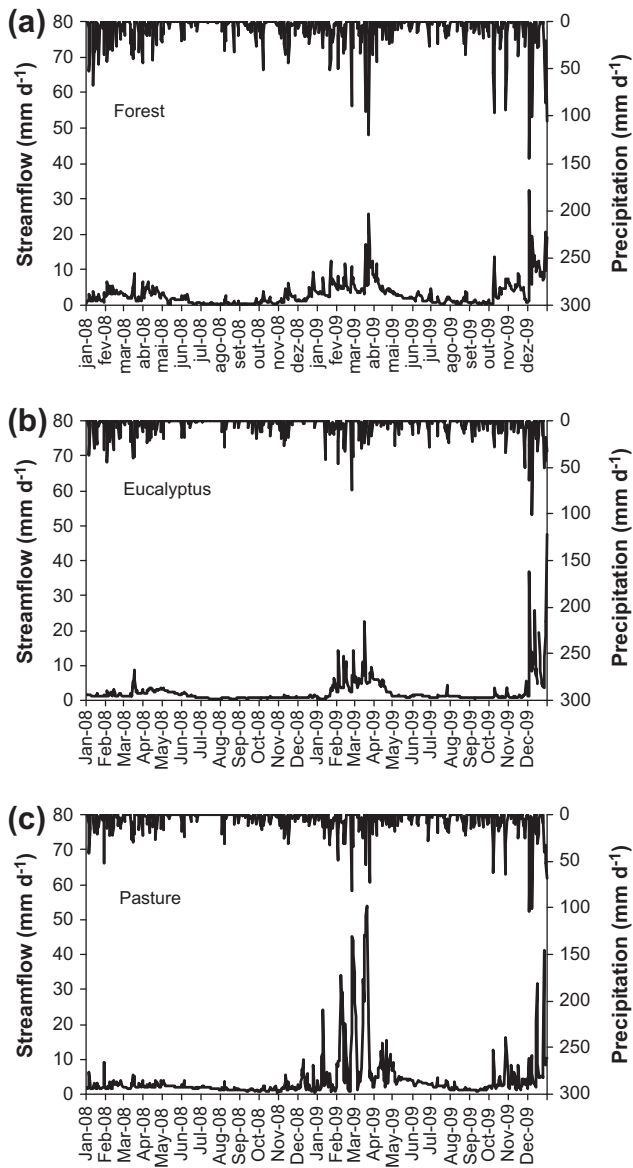 (a)
80
70
60
50
40
30
20
10
0
Streamflow (mm d-1)
Forest
0
50
100
150
200
250
300
Precipitation (mm d-1)
jan-08
fev-08
mar-08
abr-08
mai-08
jun-08
jul-08
ago-08
set-08
out-08
nov-08
dez-08
jan-09
fev-09
mar-09
abr-09
mai-09
jun-09
jul-09
ago-09
set-09
out-09
nov-09
dez-09
(b)
80
70
60
50
40
30
20
10
0
Streamflow (mm d-1)
Eucalyptus
0
50
100
150
200
250
300
Precipitation (mm d-1)
Jan-08
Feb-08
Mar-08
Apr-08
May-08
Jun-08
Jul-08
Aug-08
Sep-08
Oct-08
Nov-08
Dec-08
Jan-09
Feb-09
Mar-09
Apr-09
May-09
Jun-09
Jul-09
Aug-09
Sep-09
Oct-09
Nov-09
Dec-09
(c)
80
70
60
50
40
30
20
10
0
Streamflow (mm d-1)
Pasture
0
50
100
150
200
250
300
Precipitation (mm d-1)
Jan-08
Feb-08
Mar-08
Apr-08
May-08
Jun-08
Jul-08
Aug-08
Sep-08
Oct-08
Nov-08
Dec-08
Jan-09
Feb-09
Mar-09
Apr-09
May-09
Jun-09
Jul-09
Aug-09
Sep-09
Oct-09
Nov-09
Dec-09